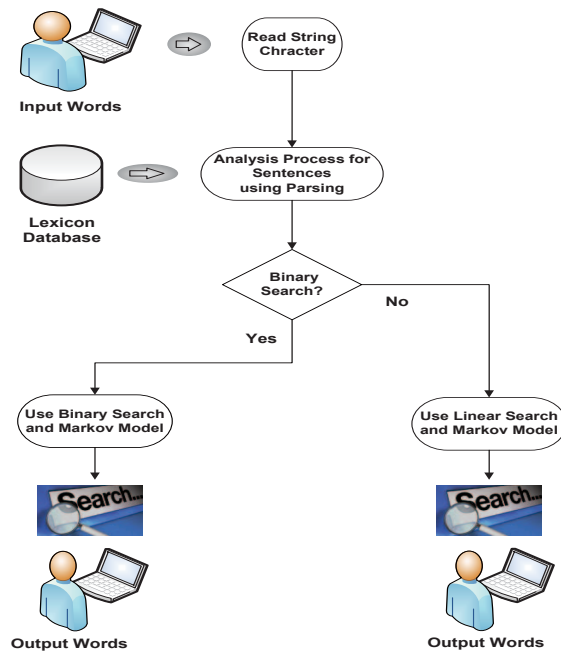 Read String
Chracter
Input Words
Analysis Process for
Sentences
using Parsing
Lexicon
Database
Binary
Search?
No
Yes
Use Binary Search
and Markov Model
Use Linear Search
and Markov Model
Search...
Search...
Output Words
Output Words